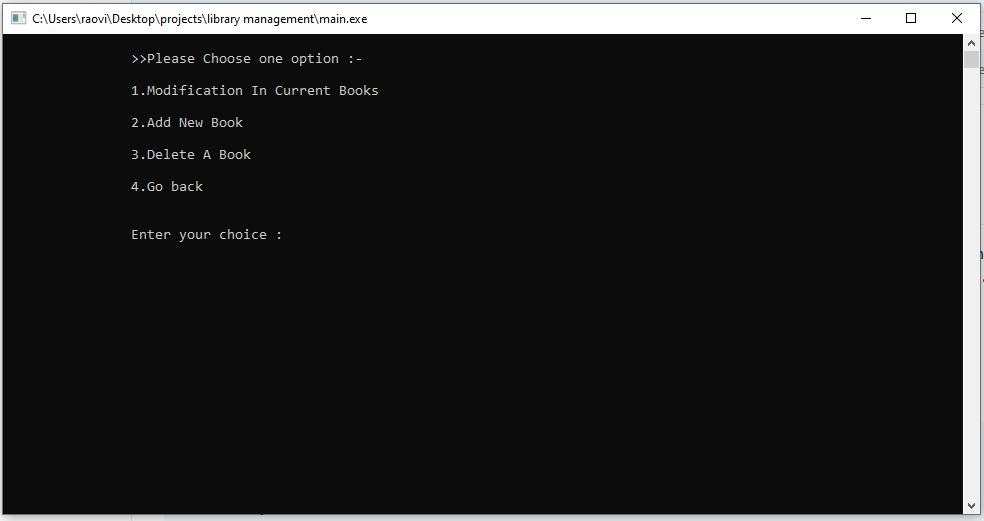 C:\Users\raovi\Desktop\projects\library management\main.exe
>>Please Choose one option :-
1.Modification In Current Books
2.Add New Book
3.Delete A Book
4.Go back
Enter your choice :